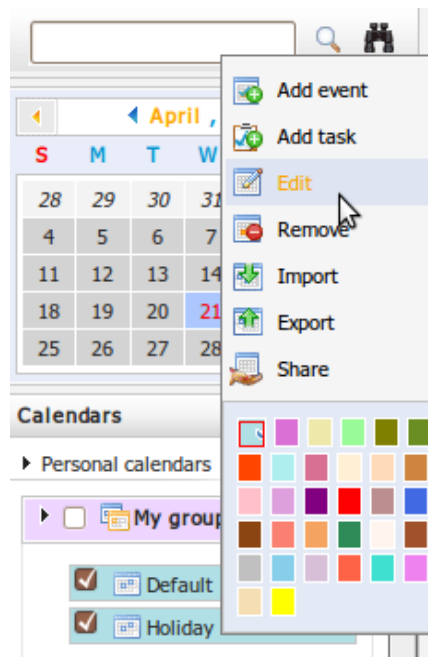 Add event
April ,
Add task
S M T W
Edit
28 29 30 31
Remove
4 5 6 7
11 12 13 14
Import
18 19 20 21
Export
25 26 27 28
Share
Calendars
Personal calendars
My group
Default
Holiday